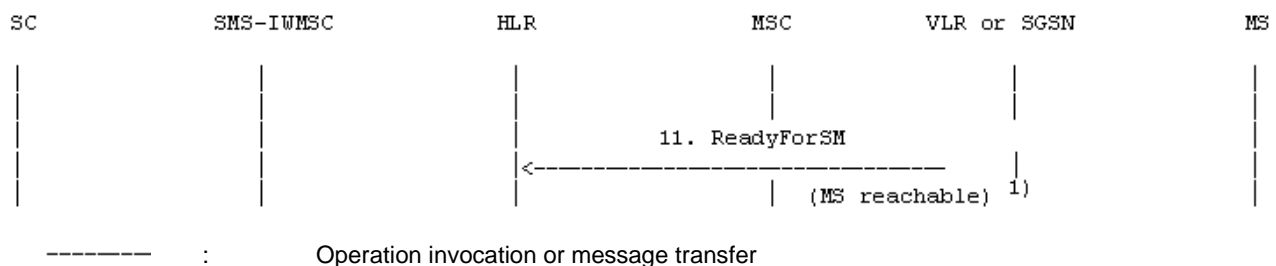 SC SMS-IWMSC HLR MSC VLR or SGSN MS
11. ReadyForSM
(MS reachable) 1)
: Operation invocation or message transfer